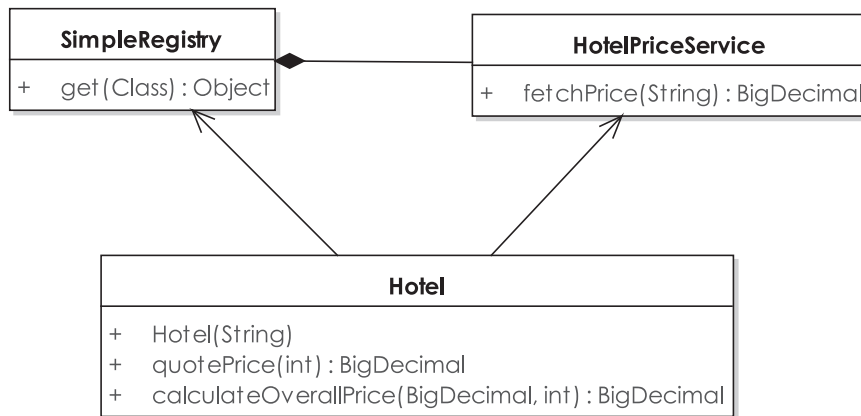 SimpleRegistry
+ get(Class) : Object
HotelPriceService
+ fetchPrice(String) : BigDecimal
Hotel
+ Hotel(String)
+ quotePrice(int) : BigDecimal
+ calculateOverallPrice(BigDecimal, int) : BigDecimal